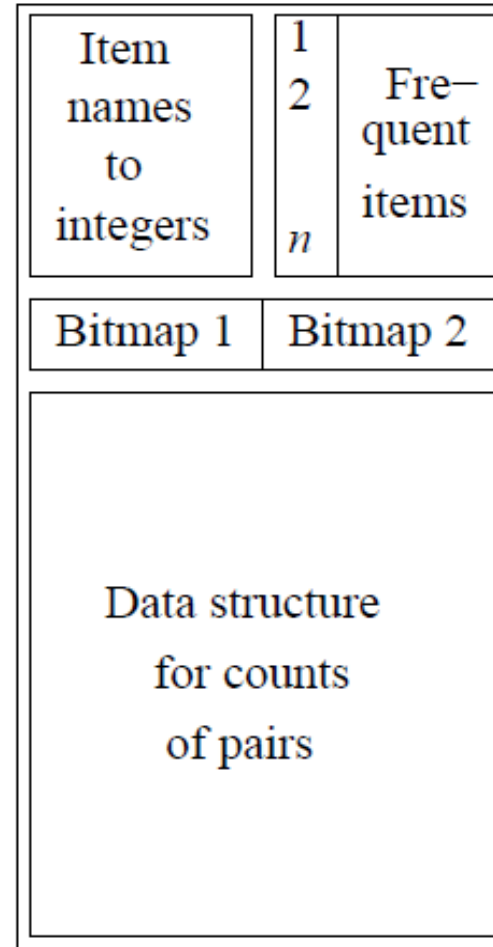 Item
names
to
integers
1
2
n
Fre−
quent
items
Bitmap 1
Bitmap 2
Data structure
for counts
of pairs